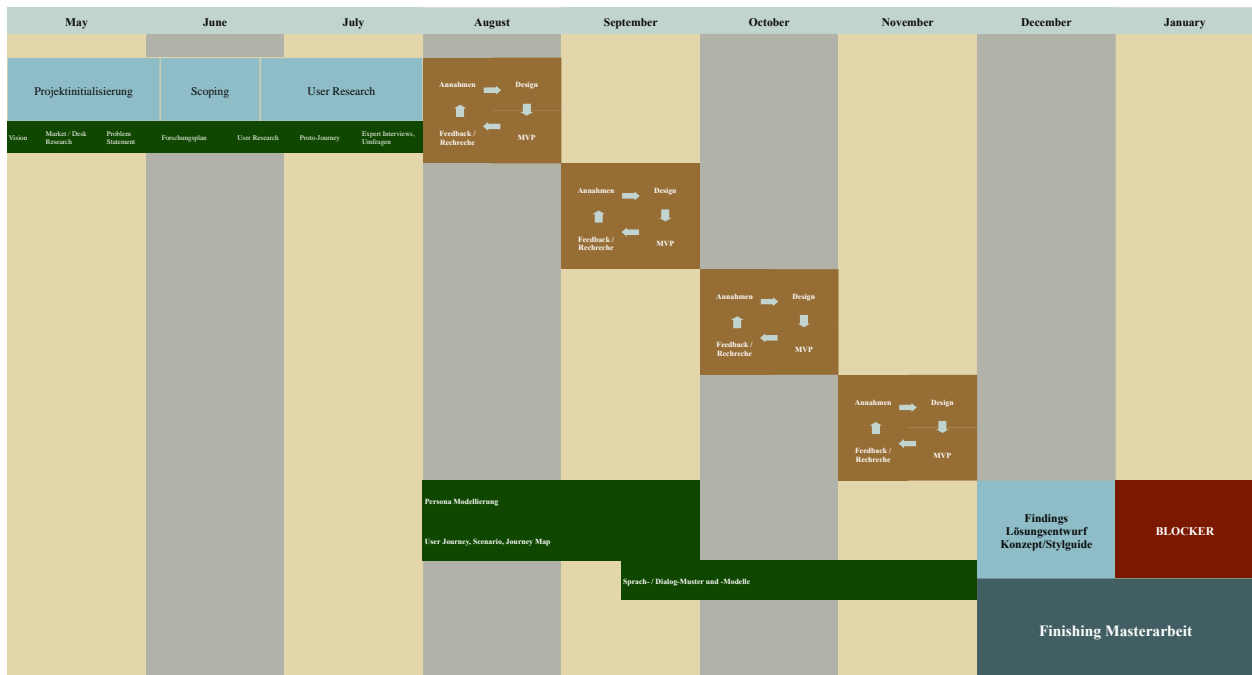 May June July August September October November December January
Projektinitialisierung Scoping User Research
Vision Market / Desk Research Problem Statement Forschungsplan User Research Proto-Journey Expert Interviews, Umfragen
Annahmen Design
Feedback / Rechreche MVP
Annahmen Design
Feedback / Rechreche MVP
Annahmen Design
Feedback / Rechreche MVP
Annahmen Design
Feedback / Rechreche MVP
Persona Modellierung
User Journey, Scenario, Journey Map
Sprach- / Dialog-Muster und -Modelle
Findings
Lösungsentwurf
Konzept/Stylguide
BLOCKER
Finishing Masterarbeit